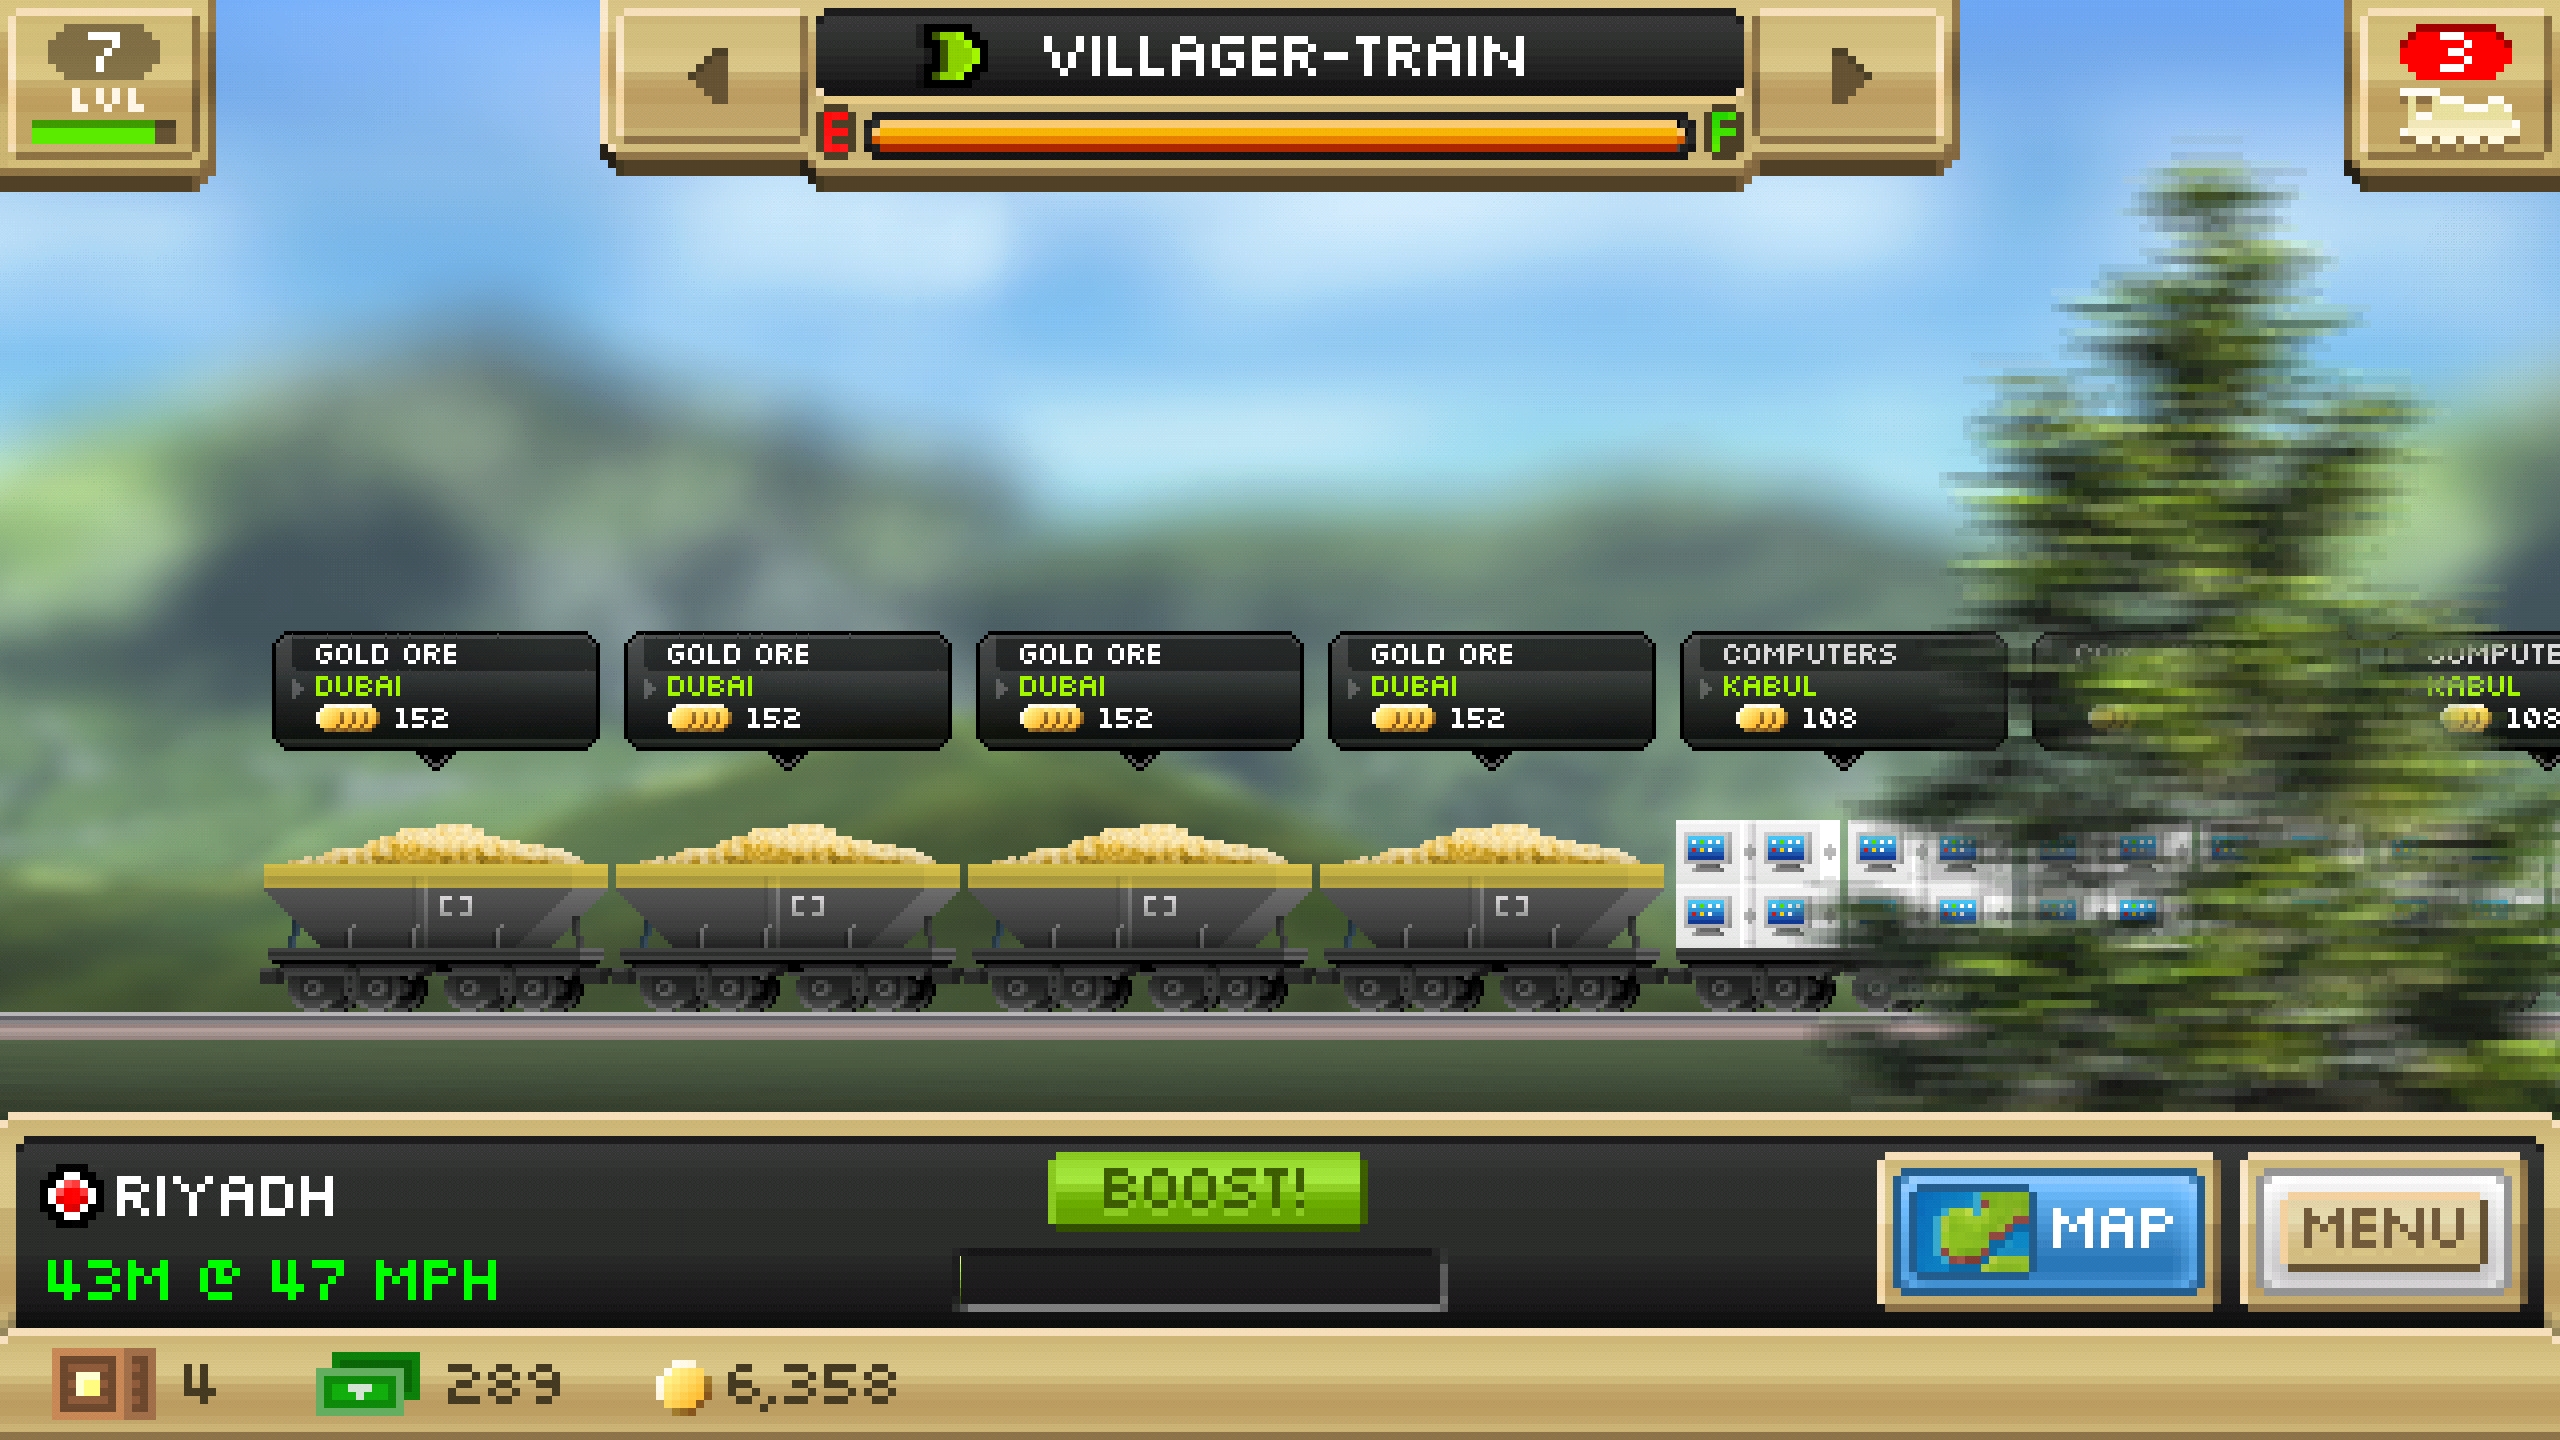 7
LVL
VILLAGER-TRAIN
E
F
3
GOLD ORE
DUBAI
152
GOLD ORE
DUBAI
152
GOLD ORE
DUBAI
152
GOLD ORE
DUBAI
152
COMPUTERS
KABUL
108
KABUL
108
RIYADH
43M @ 47 MPH
BOOST!
MAP
MENU
4
289
6,358